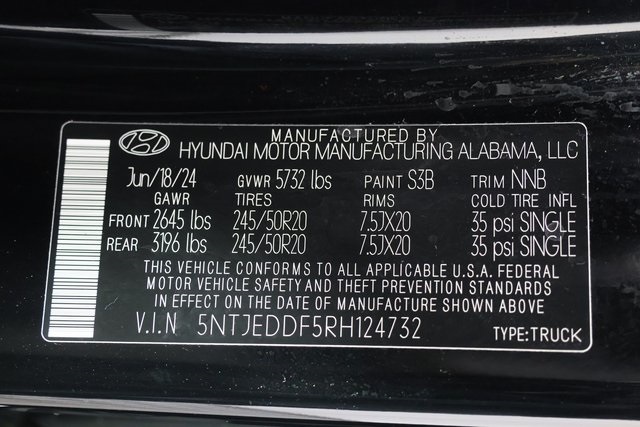 MANUFACTURED BY
HYUNDAI MOTOR MANUFACTURING ALABAMA, LLC
Jun/18/24 GVWR 5732 lbs PAINT S3B TRIM NNB
GAWR TIRES RIMS COLD TIRE INFL
FRONT 2645 lbs 245/50R20 7.5JX20 35 psi SINGLE
REAR 3196 lbs 245/50R20 7.5JX20 35 psi SINGLE
THIS VEHICLE CONFORMS TO ALL APPLICABLE U.S.A. FEDERAL
MOTOR VEHICLE SAFETY AND THEFT PREVENTION STANDARDS
IN EFFECT ON THE DATE OF MANUFACTURE SHOWN ABOVE
V.I.N 5NTJEDDF5RH124732 TYPE:TRUCK